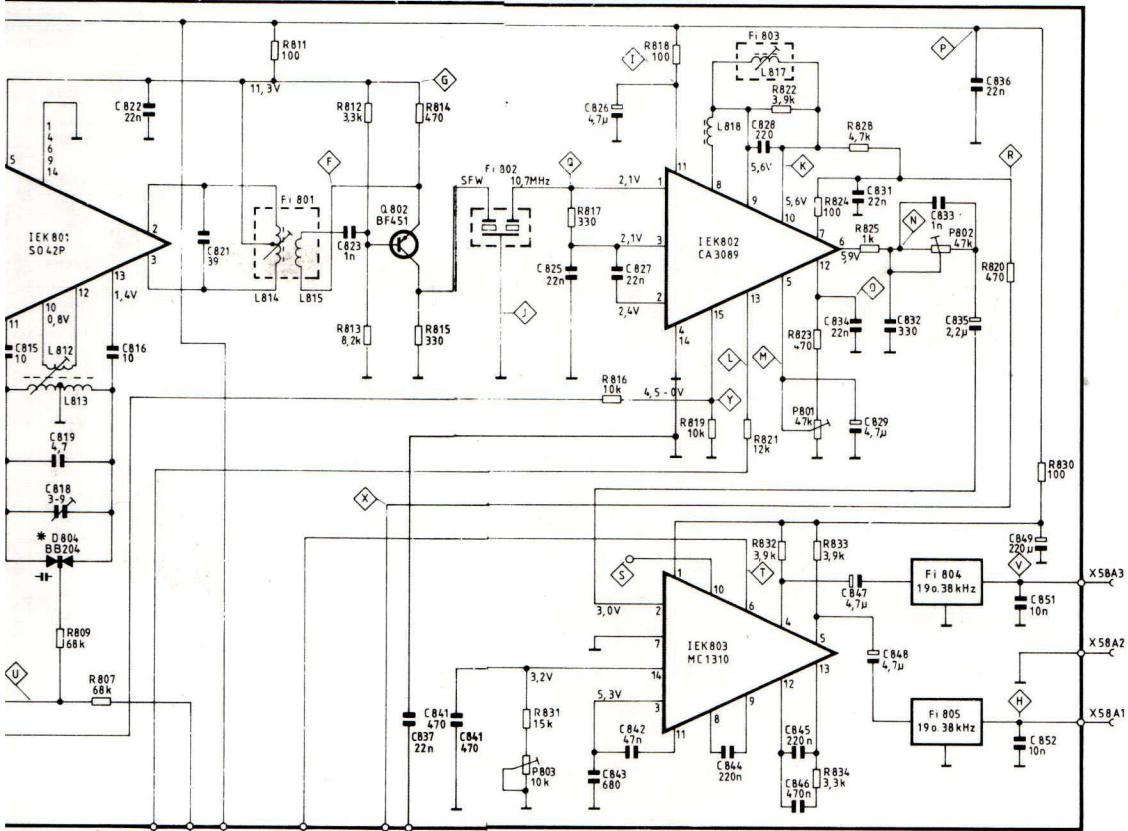 R811
100
11,3V
G
C822
22n
1
4
6
9
14
5
R812
3,3k
R814
470
F
Fi 801
L814
L815
C821
39
2
3
IEK801
SO42P
13
1,4V
12
10
0,8V
11
C815
10
L812
L813
C816
10
C819
4,7
C818
3-9
* D804
BB204
R809
68k
U
R807
68k
C823
1n
Q802
BF451
R813
8,2k
R815
330
SFW
Fi 802
10,7MHz
Q
J
R817
330
C825
22n
C827
22n
2,1V
2,1V
2,4V
1
3
2
I
R818
100
C826
4,7µ
11
Fi 803
L817
R822
3,9k
L818
C828
220
5,6V
K
R828
4,7k
8
9
10
5,6V
R824
100
7
C831
22n
IEK802
CA3089
6
5,9V
R825
1k
N
C833
1n
P802
47k
12
13
5
15
4
14
O
C834
22n
C832
330
R823
470
L
M
P801
47k
C829
4,7µ
P
C836
22n
R
R820
470
C835
2,2µ
R816
10k
4,5-0V
Y
R819
10k
R821
12k
X
R830
100
C849
220µ
R832
3,9k
R833
3,9k
S
T
1
10
6
3,0V
2
7
IEK803
MC1310
4
5
13
12
14
3
11
8
9
3,2V
5,3V
C847
4,7µ
C848
4,7µ
Fi 804
19o.38kHz
V
C851
10n
X58A3
X58A2
Fi 805
19o.38kHz
H
C852
10n
X58A1
C841
470
C837
22n
C841
470
R831
15k
P803
10k
C842
47n
C843
680
C844
220n
C845
220n
C846
470n
R834
3,3k